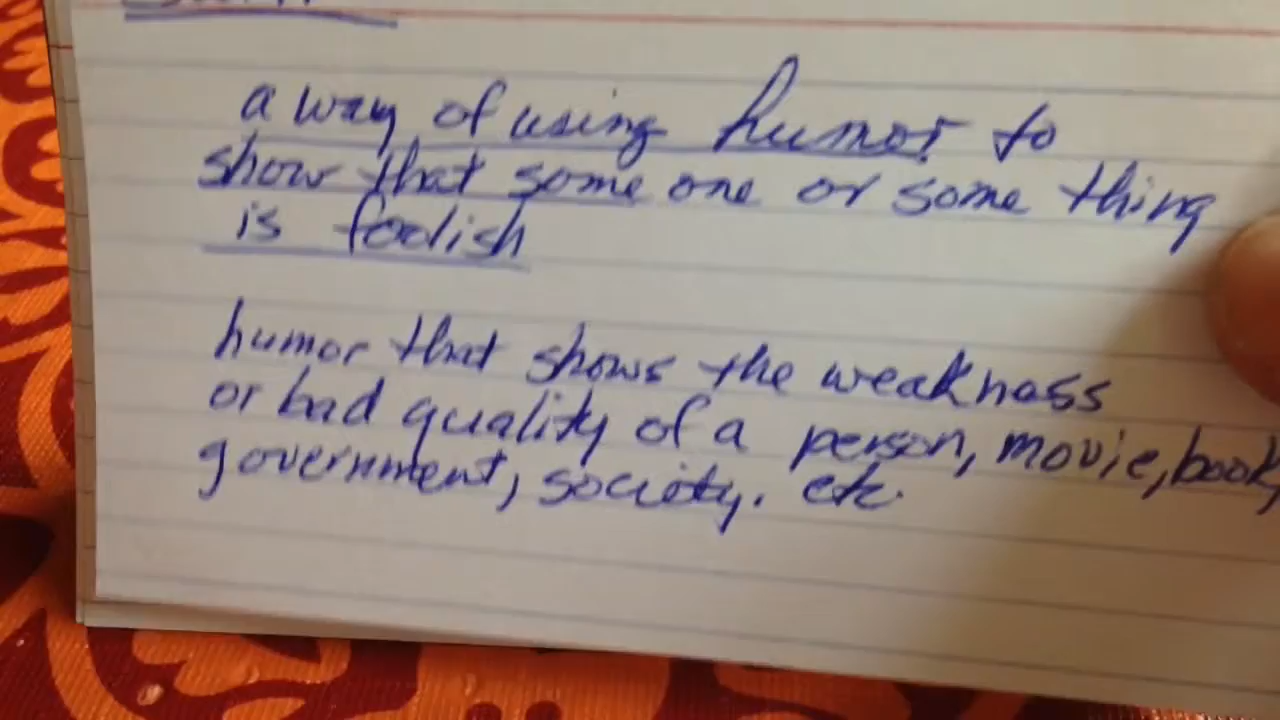 a way of using humor to
show that some one or some thing
is foolish
humor that shows the weakness
or bad quality of a person, movie, book,
government, society. etc.